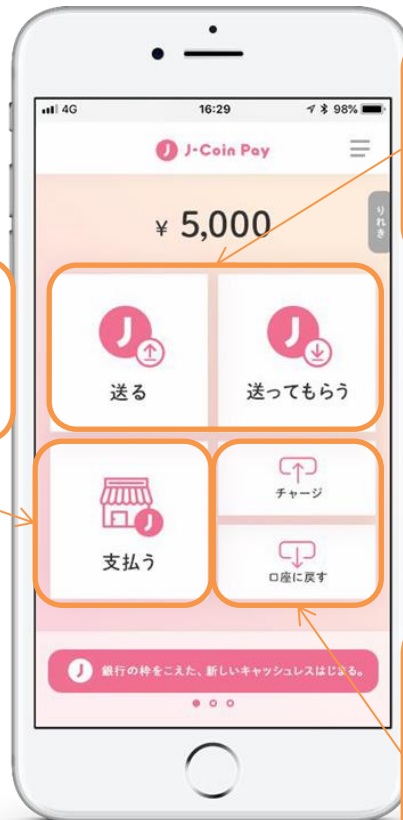 4G 16:29 98%
J-Coin Pay
¥ 5,000
りれき
送る 送ってもらう
チャージ
支払う
口座に戻す
銀行の枠をこえた、新しいキャッシュレスはじまる。